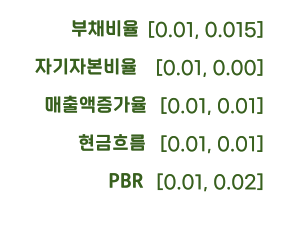 부채비율 [0.01, 0.015]
자기자본비율 [0.01, 0.00]
매출액증가율 [0.01, 0.01]
현금흐름 [0.01, 0.01]
PBR [0.01, 0.02]